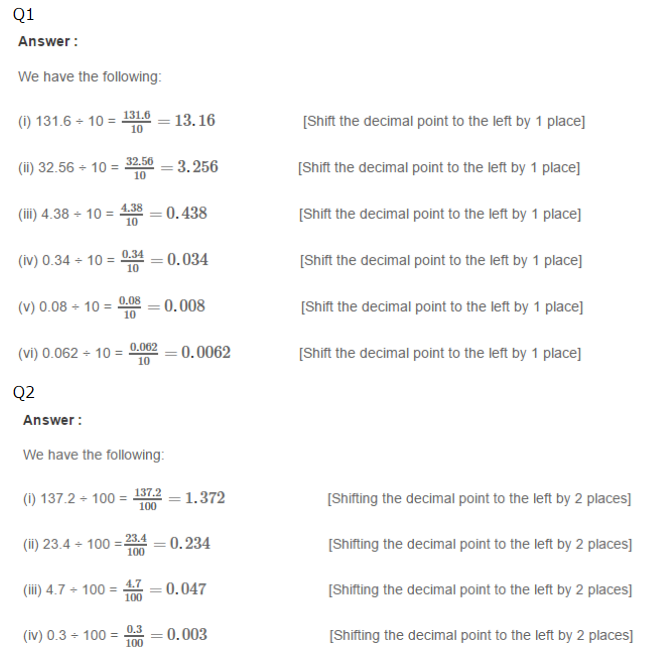 Q1
Answer :
We have the following:
(i) 131.6 ÷ 10 = 131.6/10 = 13.16 [Shift the decimal point to the left by 1 place]
(ii) 32.56 ÷ 10 = 32.56/10 = 3.256 [Shift the decimal point to the left by 1 place]
(iii) 4.38 ÷ 10 = 4.38/10 = 0.438 [Shift the decimal point to the left by 1 place]
(iv) 0.34 ÷ 10 = 0.34/10 = 0.034 [Shift the decimal point to the left by 1 place]
(v) 0.08 ÷ 10 = 0.08/10 = 0.008 [Shift the decimal point to the left by 1 place]
(vi) 0.062 ÷ 10 = 0.062/10 = 0.0062 [Shift the decimal point to the left by 1 place]
Q2
Answer :
We have the following:
(i) 137.2 ÷ 100 = 137.2/100 = 1.372 [Shifting the decimal point to the left by 2 places]
(ii) 23.4 ÷ 100 = 23.4/100 = 0.234 [Shifting the decimal point to the left by 2 places]
(iii) 4.7 ÷ 100 = 4.7/100 = 0.047 [Shifting the decimal point to the left by 2 places]
(iv) 0.3 ÷ 100 = 0.3/100 = 0.003 [Shifting the decimal point to the left by 2 places]